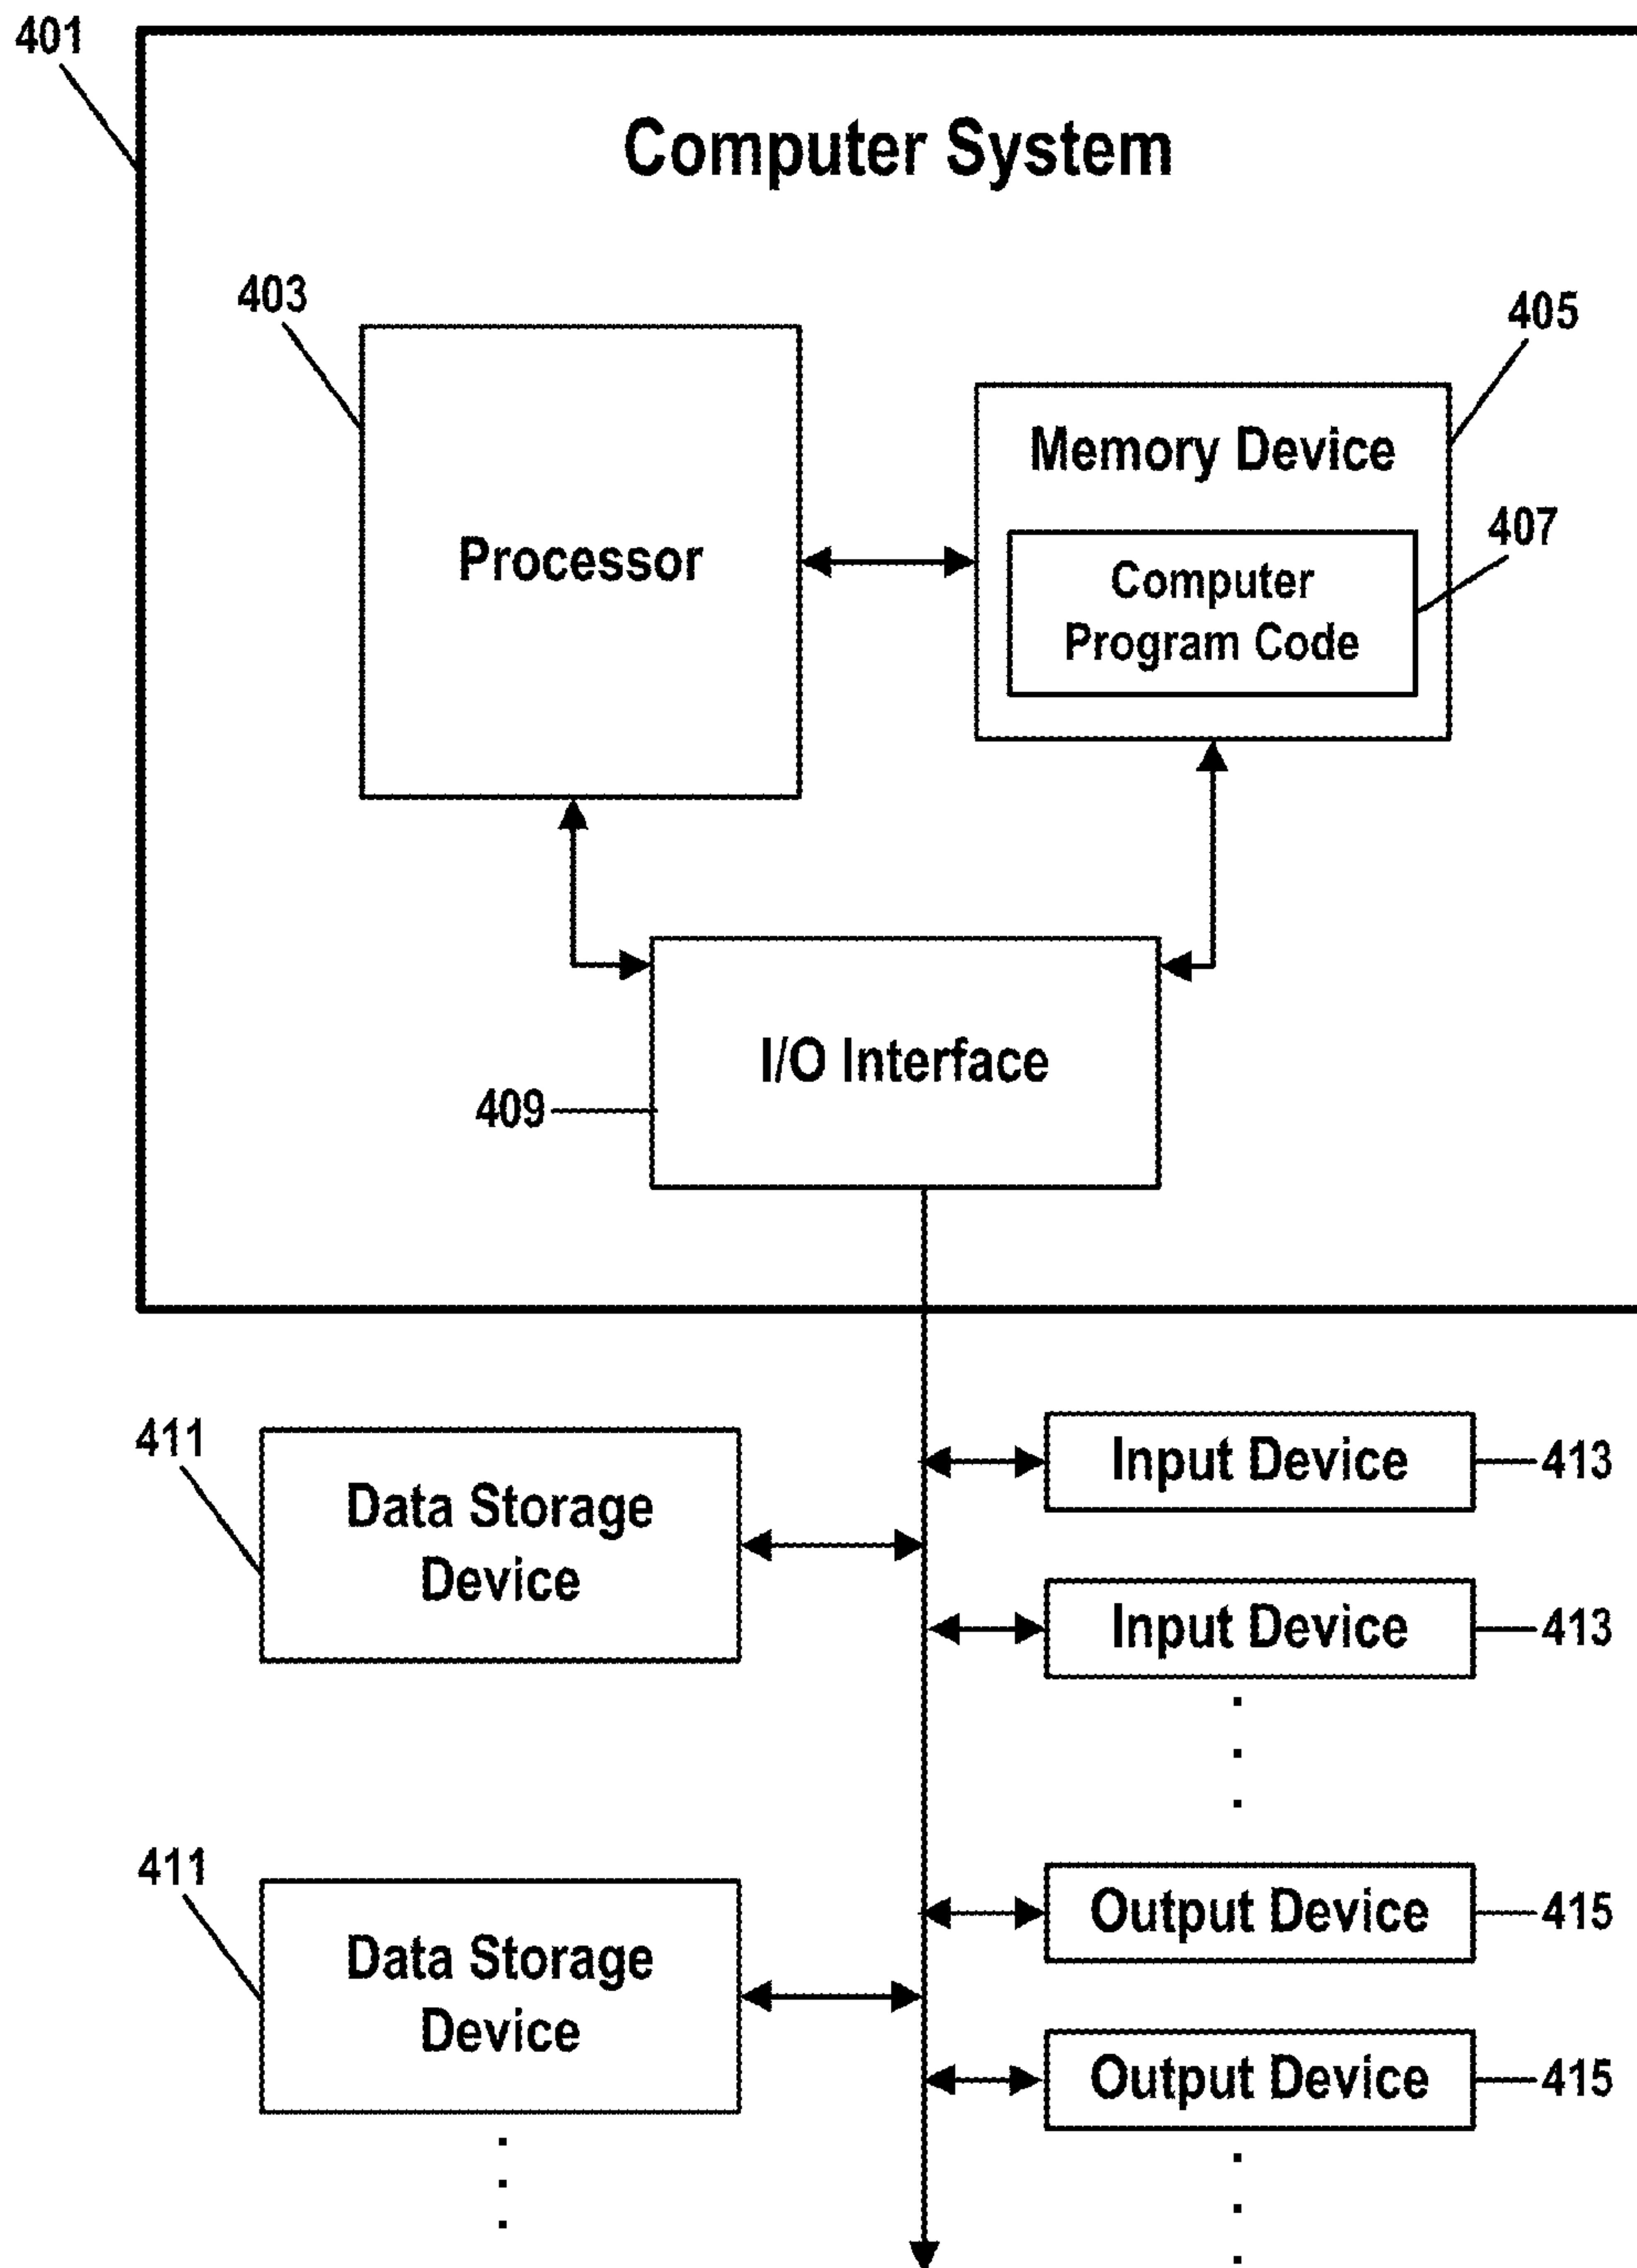 401
Computer System
403
405
Memory Device
407
Processor
Computer
Program Code
I/O Interface
409
411
Data Storage
Device
Input Device
413
Input Device
413
411
Data Storage
Device
Output Device
415
Output Device
415